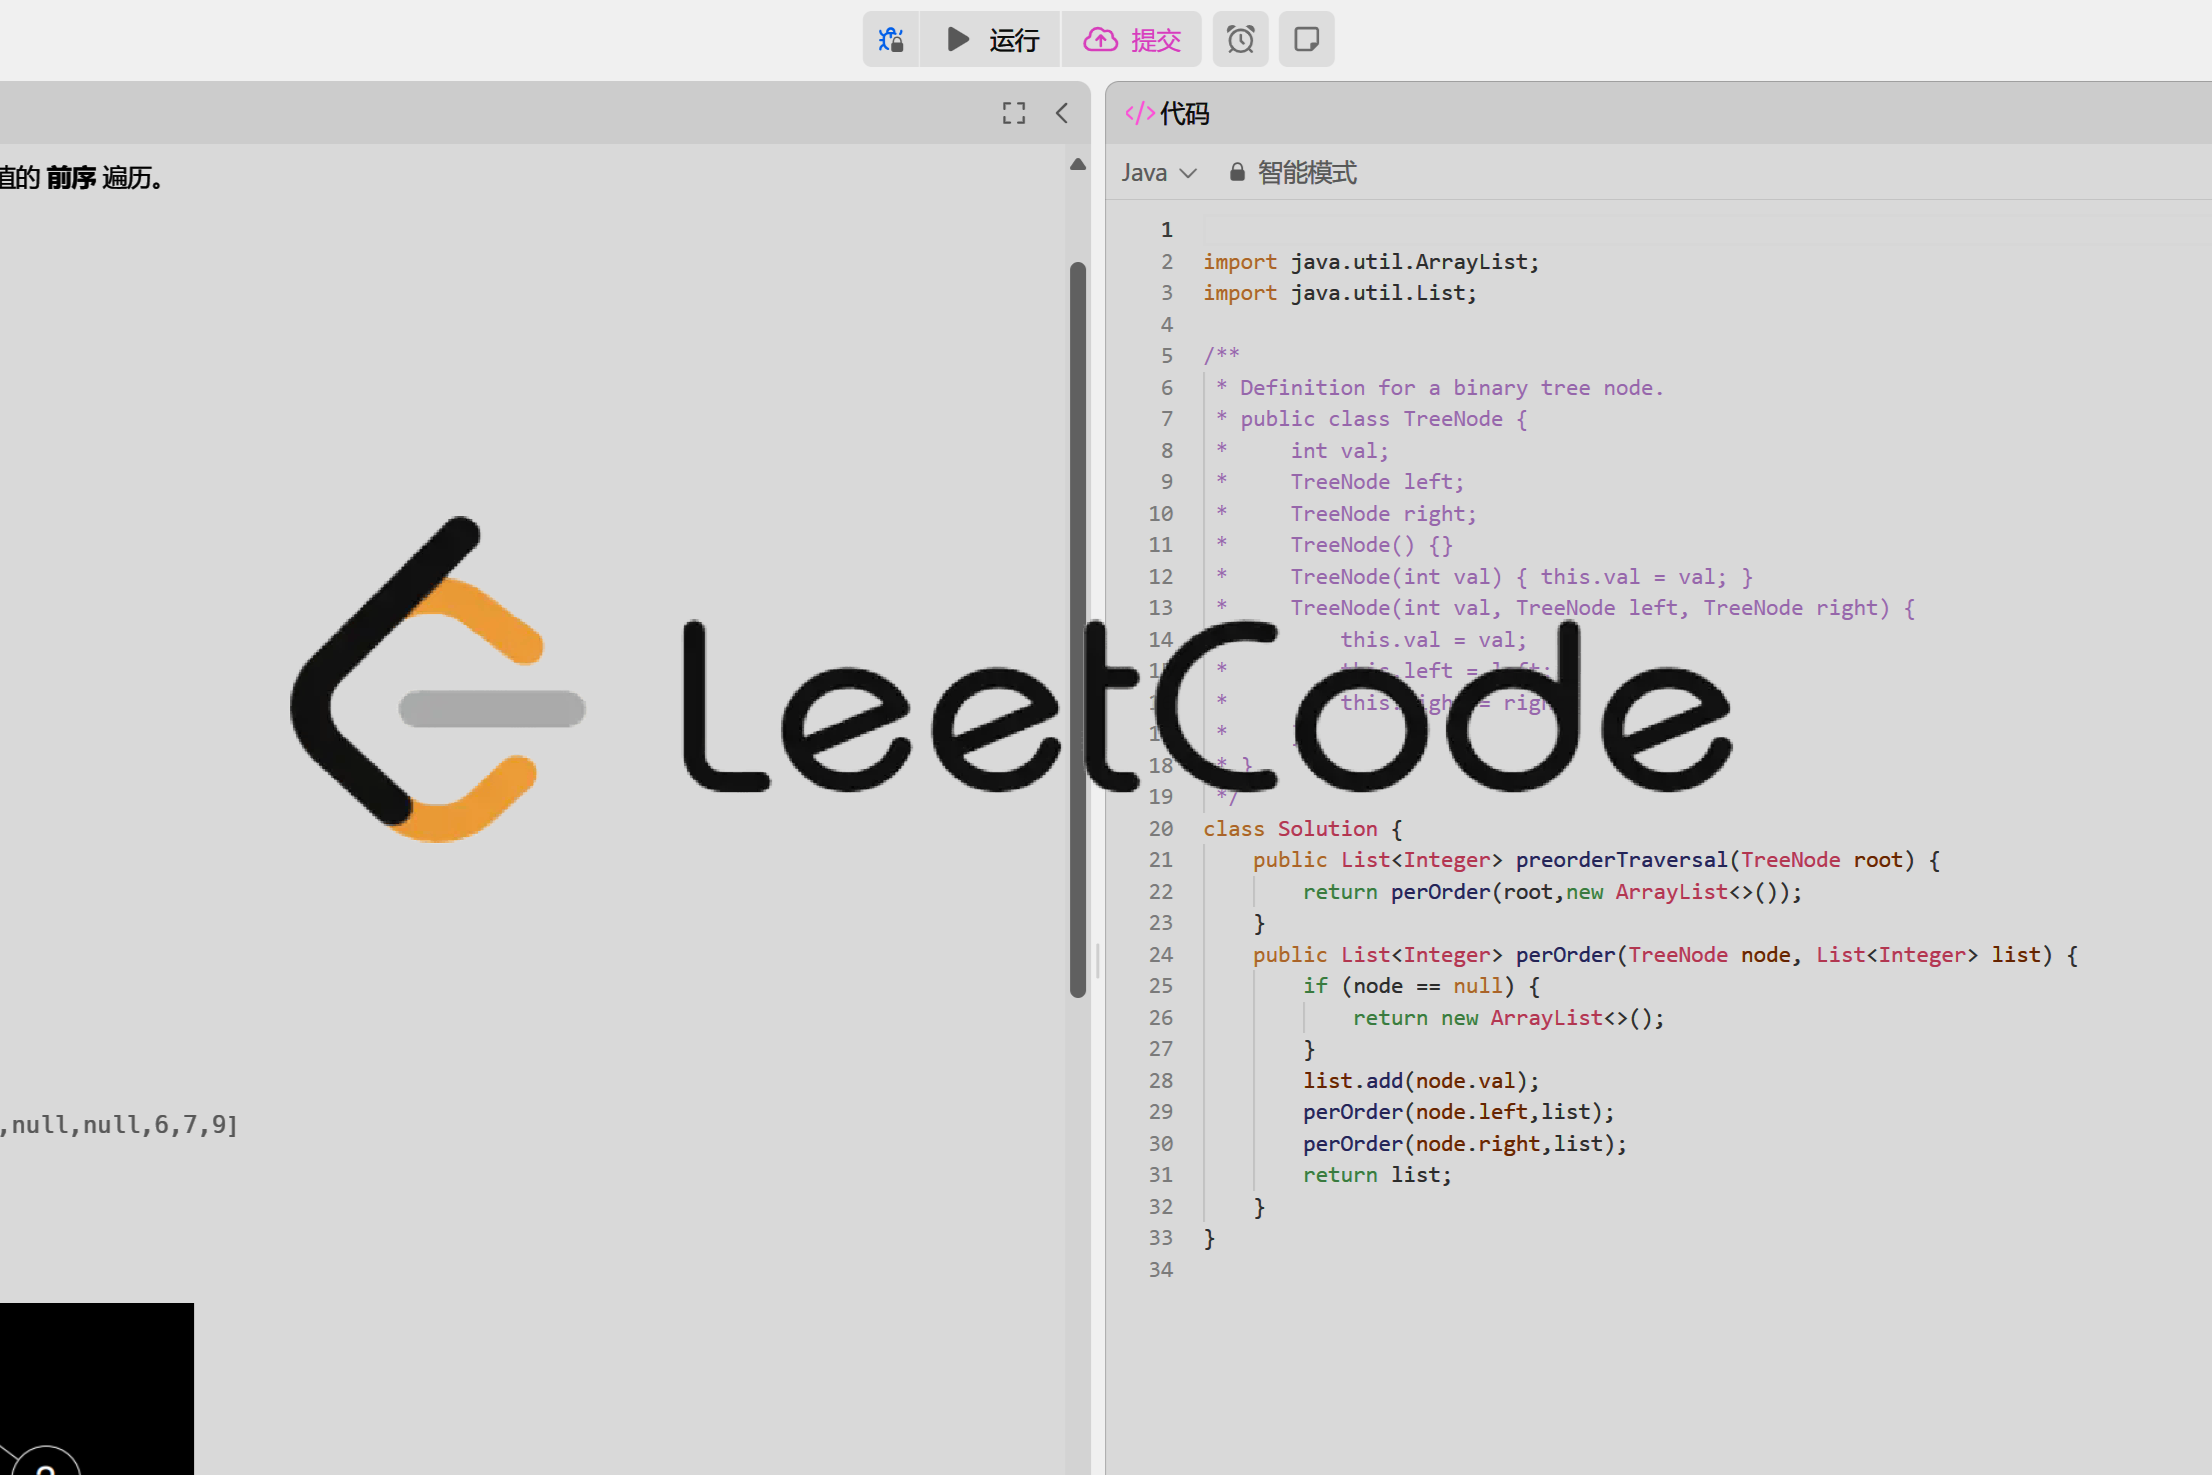 运行
提交
值的 前序 遍历。
,null,null,6,7,9]
LeetCode
代码
Java
智能模式
1
2 import java.util.ArrayList;
3 import java.util.List;
4
5 /**
6 * Definition for a binary tree node.
7 * public class TreeNode {
8 * int val;
9 * TreeNode left;
10 * TreeNode right;
11 * TreeNode() {}
12 * TreeNode(int val) { this.val = val; }
13 * TreeNode(int val, TreeNode left, TreeNode right) {
14 this.val = val;
* this.left = left;
* = 
*
18 * }
19 */
20 class Solution {
21 public List<Integer> preorderTraversal(TreeNode root) {
22 return perOrder(root,new ArrayList<>());
23 }
24 public List<Integer> perOrder(TreeNode node, List<Integer> list) {
25 if (node == null) {
26 return new ArrayList<>();
27 }
28 list.add(node.val);
29 perOrder(node.left,list);
30 perOrder(node.right,list);
31 return list;
32 }
33 }
34